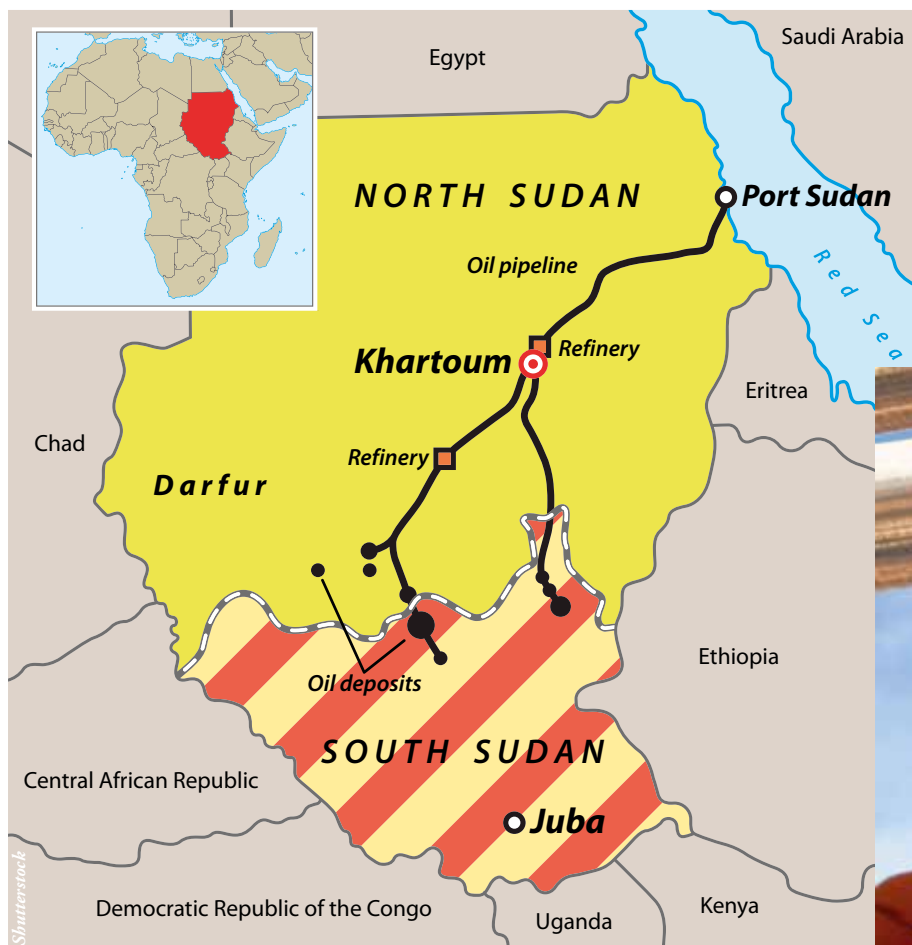 Saudi Arabia
Egypt
NORTH SUDAN
Port Sudan
Oil pipeline
Red Sea
Khartoum
Refinery
Eritrea
Chad
Refinery
Darfur
Ethiopia
Oil deposits
SOUTH SUDAN
Central African Republic
Juba
Democratic Republic of the Congo
Uganda
Kenya
Shutterstock